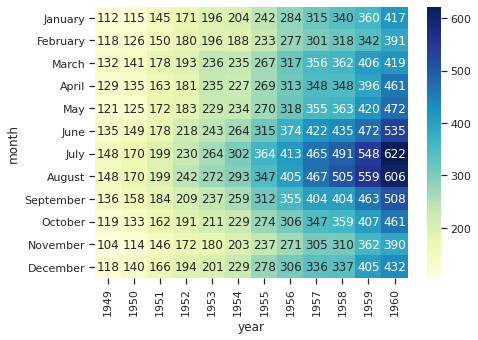 January 112 115 145 171 196 204 242 284 315 340 360 417
February 118 126 150 180 196 188 233 277 301 318 342 391
March 132 141 178 193 236 235 267 317 356 362 406 419
April 129 135 163 181 235 227 269 313 348 348 396 461
May 121 125 172 183 229 234 270 318 355 363 420 472
June 135 149 178 218 243 264 315 374 422 435 472 535
July 148 170 199 230 264 302 364 413 465 491 548 622
August 148 170 199 242 272 293 347 405 467 505 559 606
September 136 158 184 209 237 259 312 355 404 404 463 508
October 119 133 162 191 211 229 274 306 347 359 407 461
November 104 114 146 172 180 203 237 271 305 310 362 390
December 118 140 166 194 201 229 278 306 336 337 405 432
1949 1950 1951 1952 1953 1954 1955 1956 1957 1958 1959 1960
year
month
600
500
400
300
200